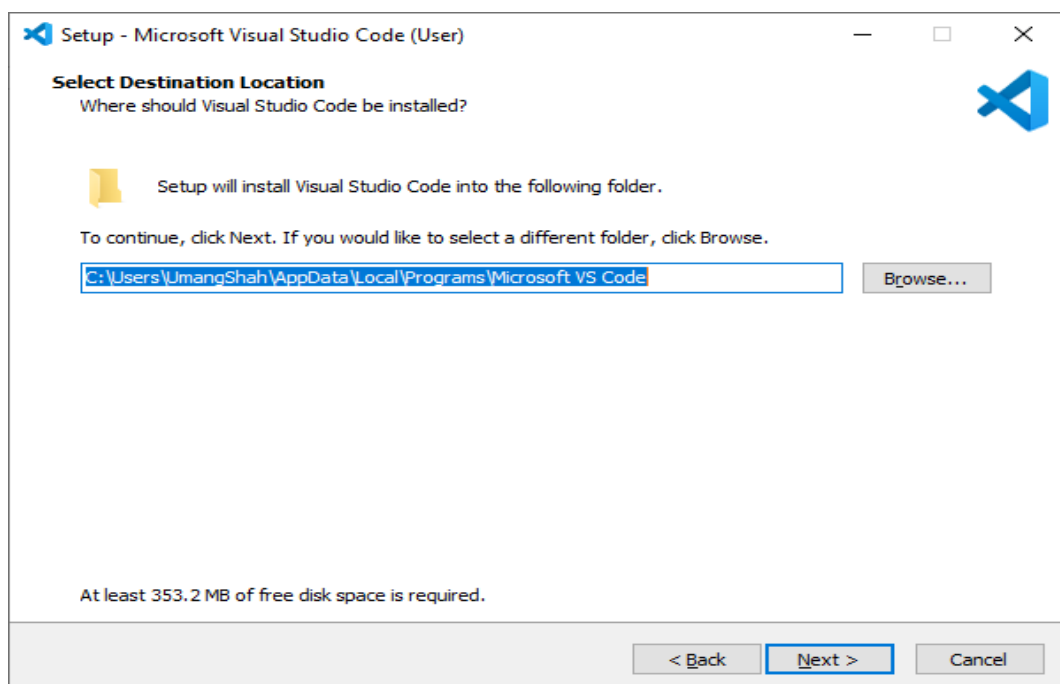 Setup - Microsoft Visual Studio Code (User)
Select Destination Location
Where should Visual Studio Code be installed?
Setup will install Visual Studio Code into the following folder.
To continue, click Next. If you would like to select a different folder, click Browse.
C:\Users\UmangShah\AppData\Local\Programs\Microsoft VS Code
Browse...
At least 353.2 MB of free disk space is required.
< Back
Next >
Cancel